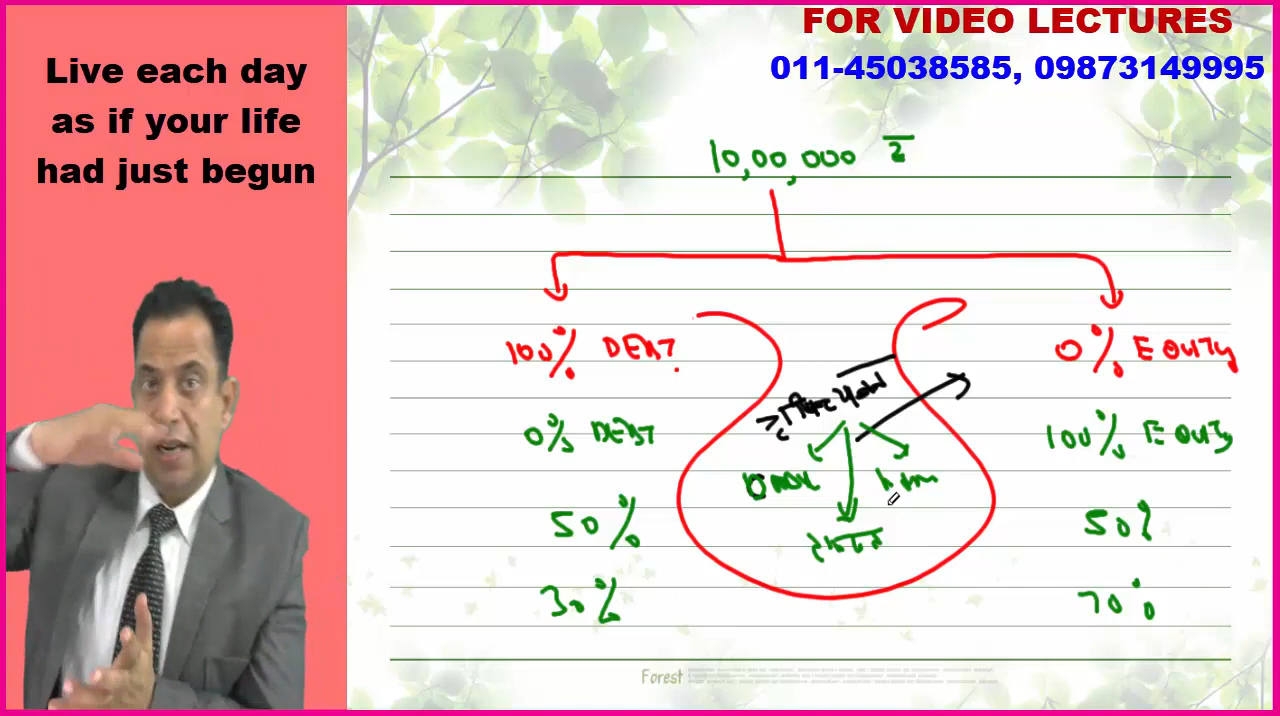 Live each day
as if your life
had just begun
FOR VIDEO LECTURES
011-45038585, 09873149995
10,00,000
100% DEBT
0% EQUITY
0% DEBT
100% EQUITY
50%
50%
30%
70%
Forest